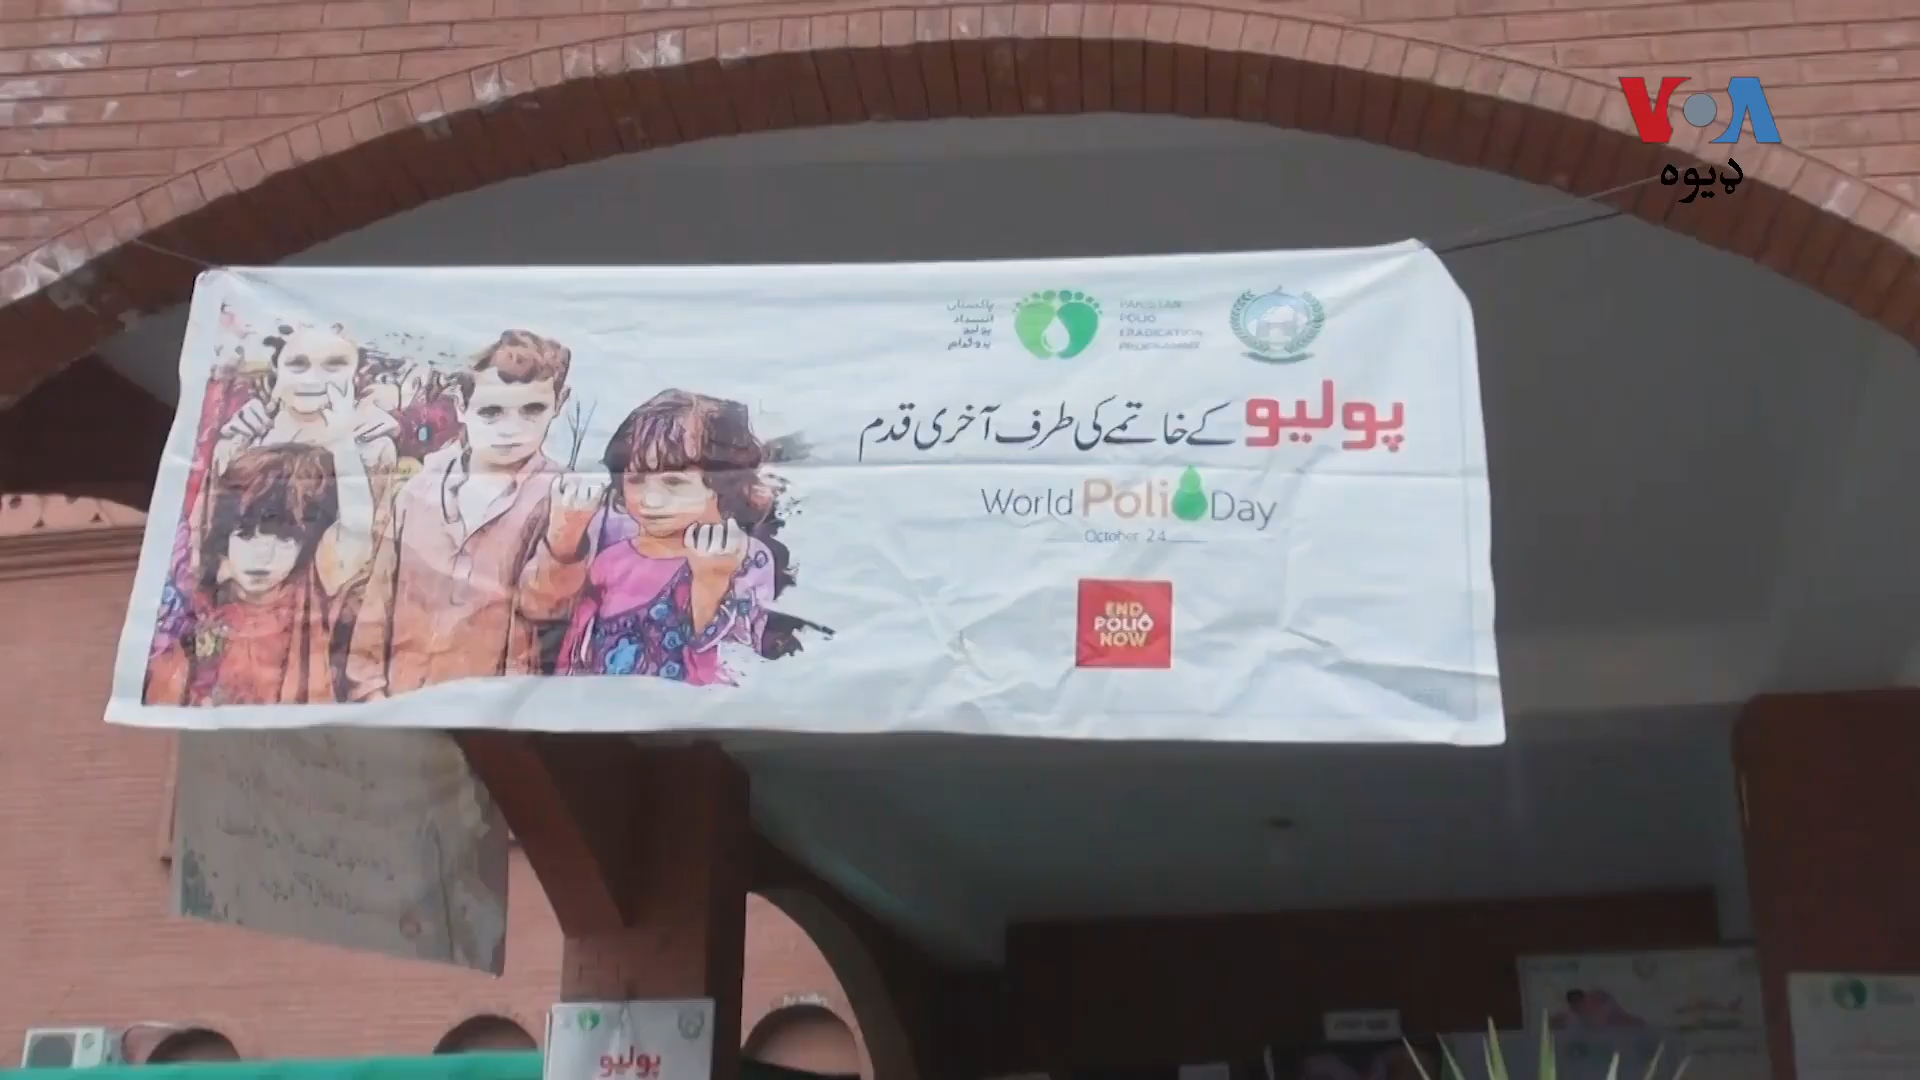 VOA
ډیوه
پاکستان
انسداد
پولیو
پروگرام
PAKISTAN
POLIO
ERADICATION
PROGRAMME
پولیو کے خاتمے کی طرف آخری قدم
World Polio Day
October 24
END
POLIO
NOW
پولیو